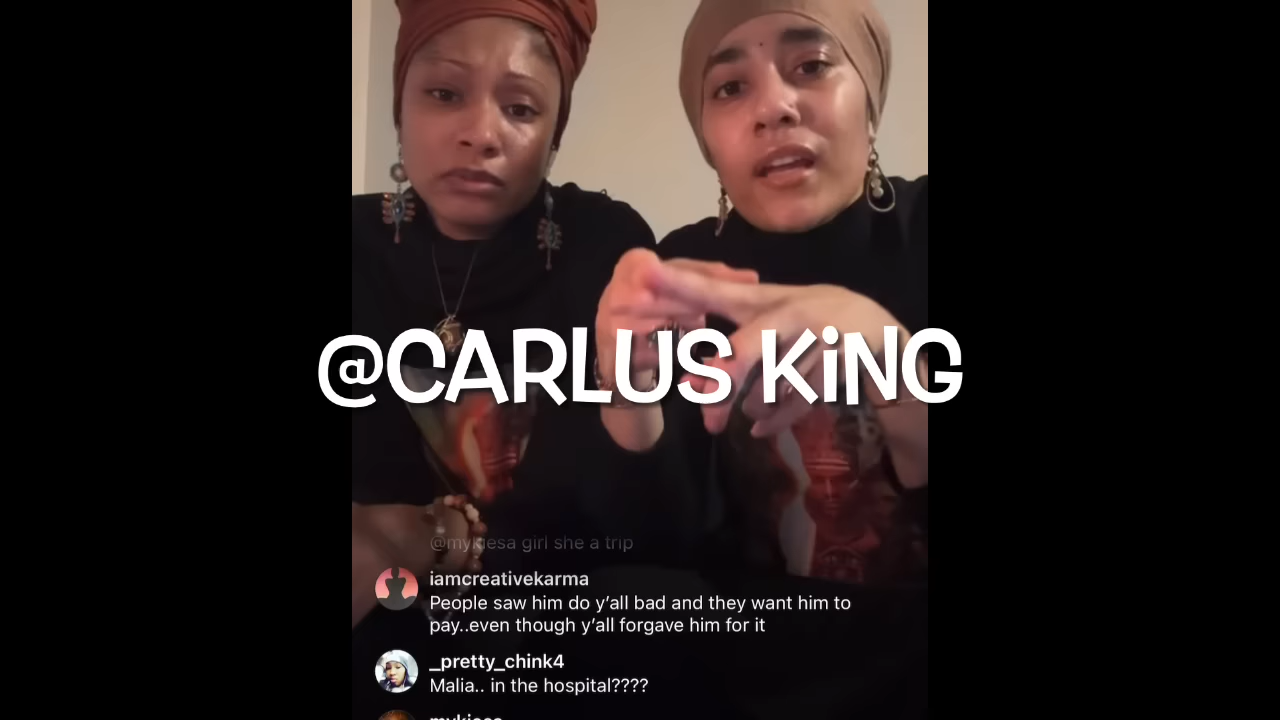 @CARLUS KiNG
@mykiesa girl she a trip
iamcreativekarma
People saw him do y’all bad and they want him to
pay..even though y’all forgave him for it
_pretty_chink4
Malia.. in the hospital????
mykiesa